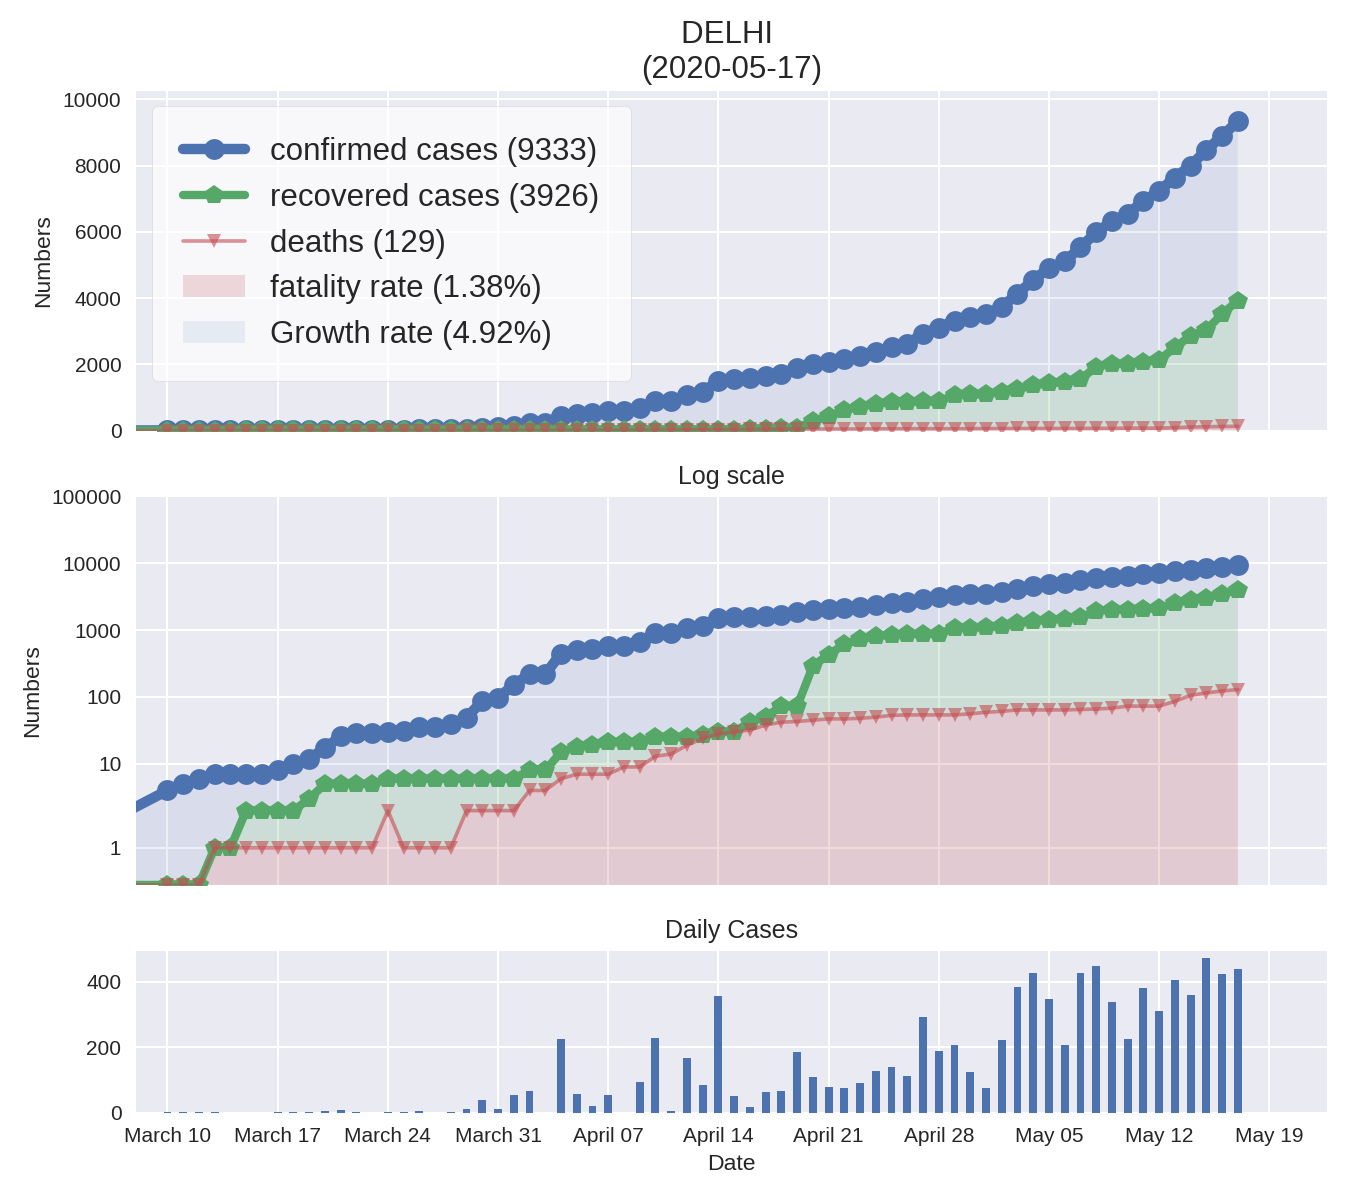 DELHI
(2020-05-17)
10000
8000
6000
4000
2000
0
Numbers
confirmed cases (9333)
recovered cases (3926)
deaths (129)
fatality rate (1.38%)
Growth rate (4.92%)
Log scale
100000
10000
1000
100
10
1
Numbers
Daily Cases
400
200
0
March 10 March 17 March 24 March 31 April 07 April 14 April 21 April 28 May 05 May 12 May 19
Date